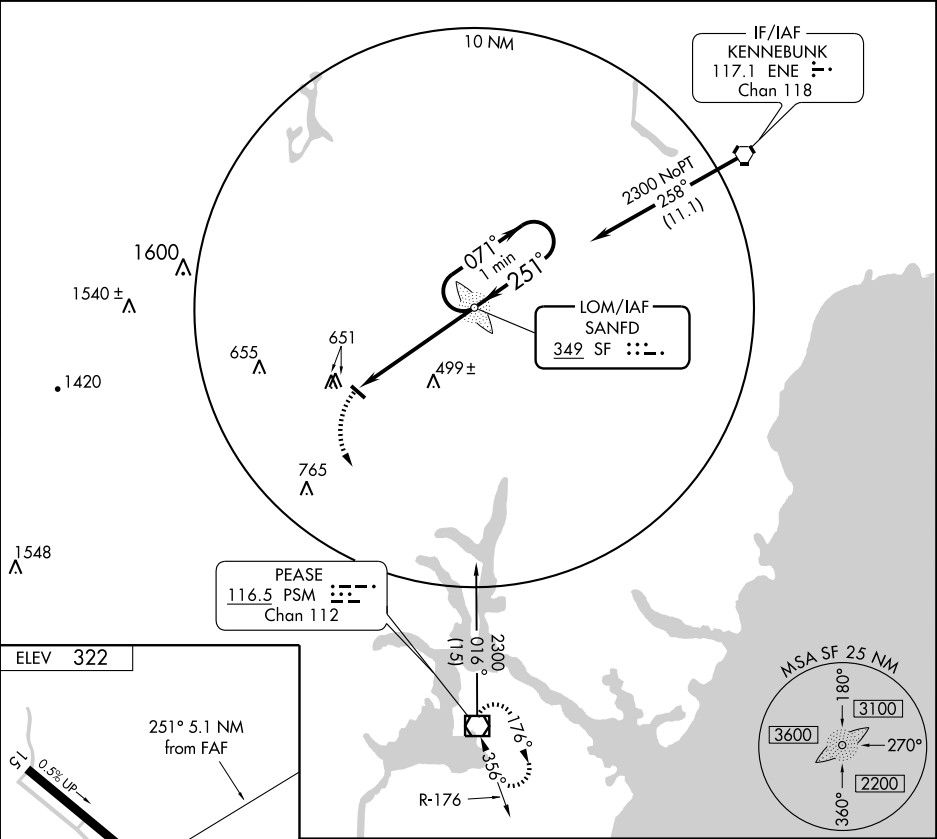 10 NM
IF/IAF
KENNEBUNK
117.1 ENE
Chan 118
2300 NoPT
258°
(11.1)
071°
1 min
251°
1600
1540 ±
LOM/IAF
SANFD
349 SF
651
655
499 ±
1420
765
1548
PEASE
116.5 PSM
Chan 112
2300
016°
(15)
176°
356°
R-176
MSA SF 25 NM
180°
3100
3600
270°
2200
360°
ELEV 322
251° 5.1 NM
from FAF
15
0.5% UP